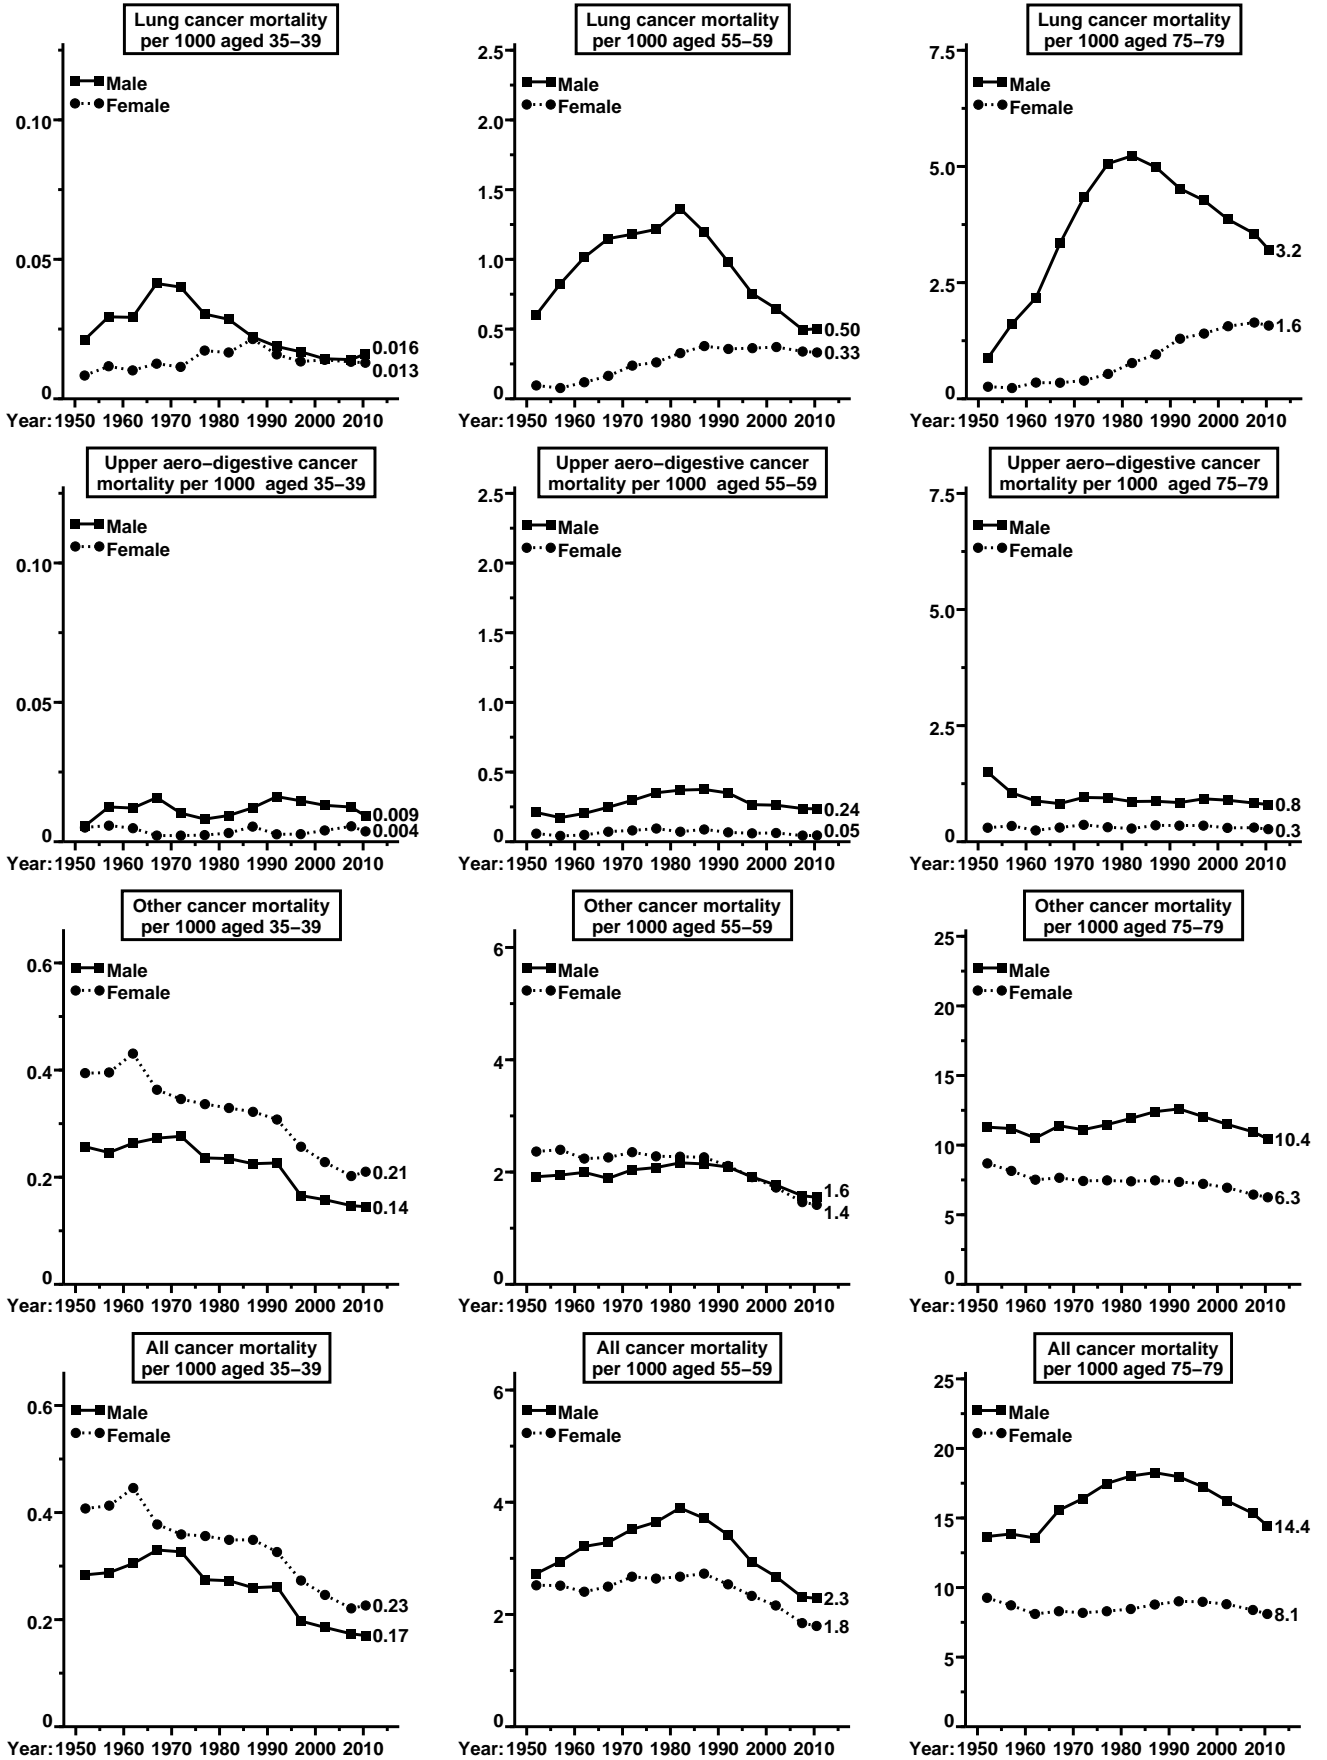 Lung cancer mortality
per 1000 aged 35–39
Male
Female
0.10
0.05
0
0.016
0.013
Year: 1950 1960 1970 1980 1990 2000 2010
Lung cancer mortality
per 1000 aged 55–59
2.5
Male
Female
2.0
1.5
1.0
0.5
0
0.50
0.33
Year: 1950 1960 1970 1980 1990 2000 2010
Lung cancer mortality
per 1000 aged 75–79
7.5
Male
Female
5.0
2.5
0
3.2
1.6
Year: 1950 1960 1970 1980 1990 2000 2010
Upper aero–digestive cancer
mortality per 1000 aged 35–39
Male
Female
0.10
0.05
0
0.009
0.004
Year: 1950 1960 1970 1980 1990 2000 2010
Upper aero–digestive cancer
mortality per 1000 aged 55–59
2.5
Male
Female
2.0
1.5
1.0
0.5
0
0.24
0.05
Year: 1950 1960 1970 1980 1990 2000 2010
Upper aero–digestive cancer
mortality per 1000 aged 75–79
7.5
Male
Female
5.0
2.5
0
0.8
0.3
Year: 1950 1960 1970 1980 1990 2000 2010
Other cancer mortality
per 1000 aged 35–39
0.6
Male
Female
0.4
0.2
0
0.21
0.14
Year: 1950 1960 1970 1980 1990 2000 2010
Other cancer mortality
per 1000 aged 55–59
6
Male
Female
4
2
0
1.6
1.4
Year: 1950 1960 1970 1980 1990 2000 2010
Other cancer mortality
per 1000 aged 75–79
25
Male
Female
20
15
10
5
0
10.4
6.3
Year: 1950 1960 1970 1980 1990 2000 2010
All cancer mortality
per 1000 aged 35–39
0.6
Male
Female
0.4
0.2
0
0.23
0.17
Year: 1950 1960 1970 1980 1990 2000 2010
All cancer mortality
per 1000 aged 55–59
6
Male
Female
4
2
0
2.3
1.8
Year: 1950 1960 1970 1980 1990 2000 2010
All cancer mortality
per 1000 aged 75–79
25
Male
Female
20
15
10
5
0
14.4
8.1
Year: 1950 1960 1970 1980 1990 2000 2010